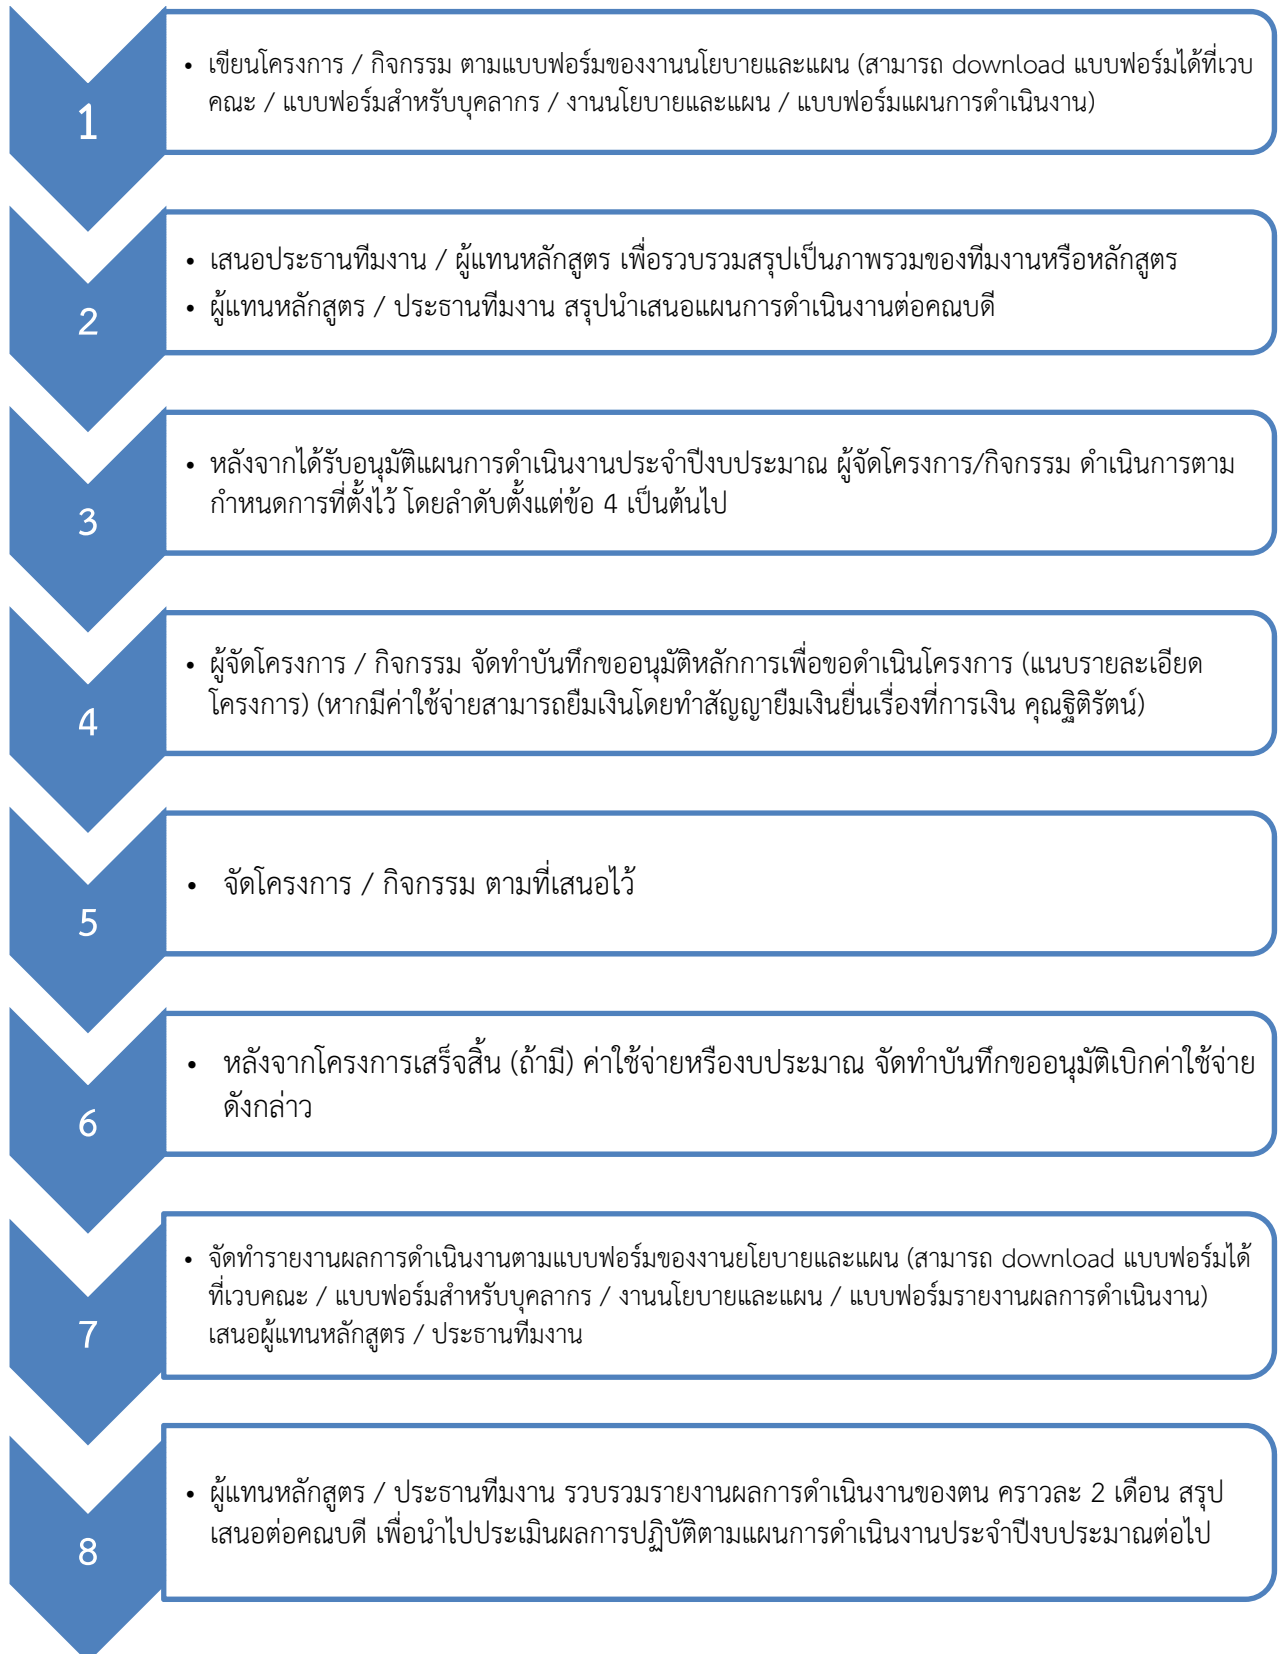 1
• เขียนโครงการ / กิจกรรม ตามแบบฟอร์มของงานนโยบายและแผน (สามารถ download แบบฟอร์มได้ที่เวบ
คณะ / แบบฟอร์มสำหรับบุคลากร / งานนโยบายและแผน / แบบฟอร์มแผนการดำเนินงาน)
2
• เสนอประธานทีมงาน / ผู้แทนหลักสูตร เพื่อรวบรวมสรุปเป็นภาพรวมของทีมงานหรือหลักสูตร
• ผู้แทนหลักสูตร / ประธานทีมงาน สรุปนำเสนอแผนการดำเนินงานต่อคณบดี
3
• หลังจากได้รับอนุมัติแผนการดำเนินงานประจำปีงบประมาณ ผู้จัดโครงการ/กิจกรรม ดำเนินการตาม
กำหนดการที่ตั้งไว้ โดยลำดับตั้งแต่ข้อ 4 เป็นต้นไป
4
• ผู้จัดโครงการ / กิจกรรม จัดทำบันทึกขออนุมัติหลักการเพื่อขอดำเนินโครงการ (แนบรายละเอียด
โครงการ) (หากมีค่าใช้จ่ายสามารถยืมเงินโดยทำสัญญายืมเงินยื่นเรื่องที่การเงิน คุณฐิติรัตน์)
5
• จัดโครงการ / กิจกรรม ตามที่เสนอไว้
6
• หลังจากโครงการเสร็จสิ้น (ถ้ามี) ค่าใช้จ่ายหรืองบประมาณ จัดทำบันทึกขออนุมัติเบิกค่าใช้จ่าย
ดังกล่าว
7
• จัดทำรายงานผลการดำเนินงานตามแบบฟอร์มของงานยโยบายและแผน (สามารถ download แบบฟอร์มได้
ที่เวบคณะ / แบบฟอร์มสำหรับบุคลากร / งานนโยบายและแผน / แบบฟอร์มรายงานผลการดำเนินงาน)
เสนอผู้แทนหลักสูตร / ประธานทีมงาน
8
• ผู้แทนหลักสูตร / ประธานทีมงาน รวบรวมรายงานผลการดำเนินงานของตน คราวละ 2 เดือน สรุป
เสนอต่อคณบดี เพื่อนำไปประเมินผลการปฏิบัติตามแผนการดำเนินงานประจำปีงบประมาณต่อไป